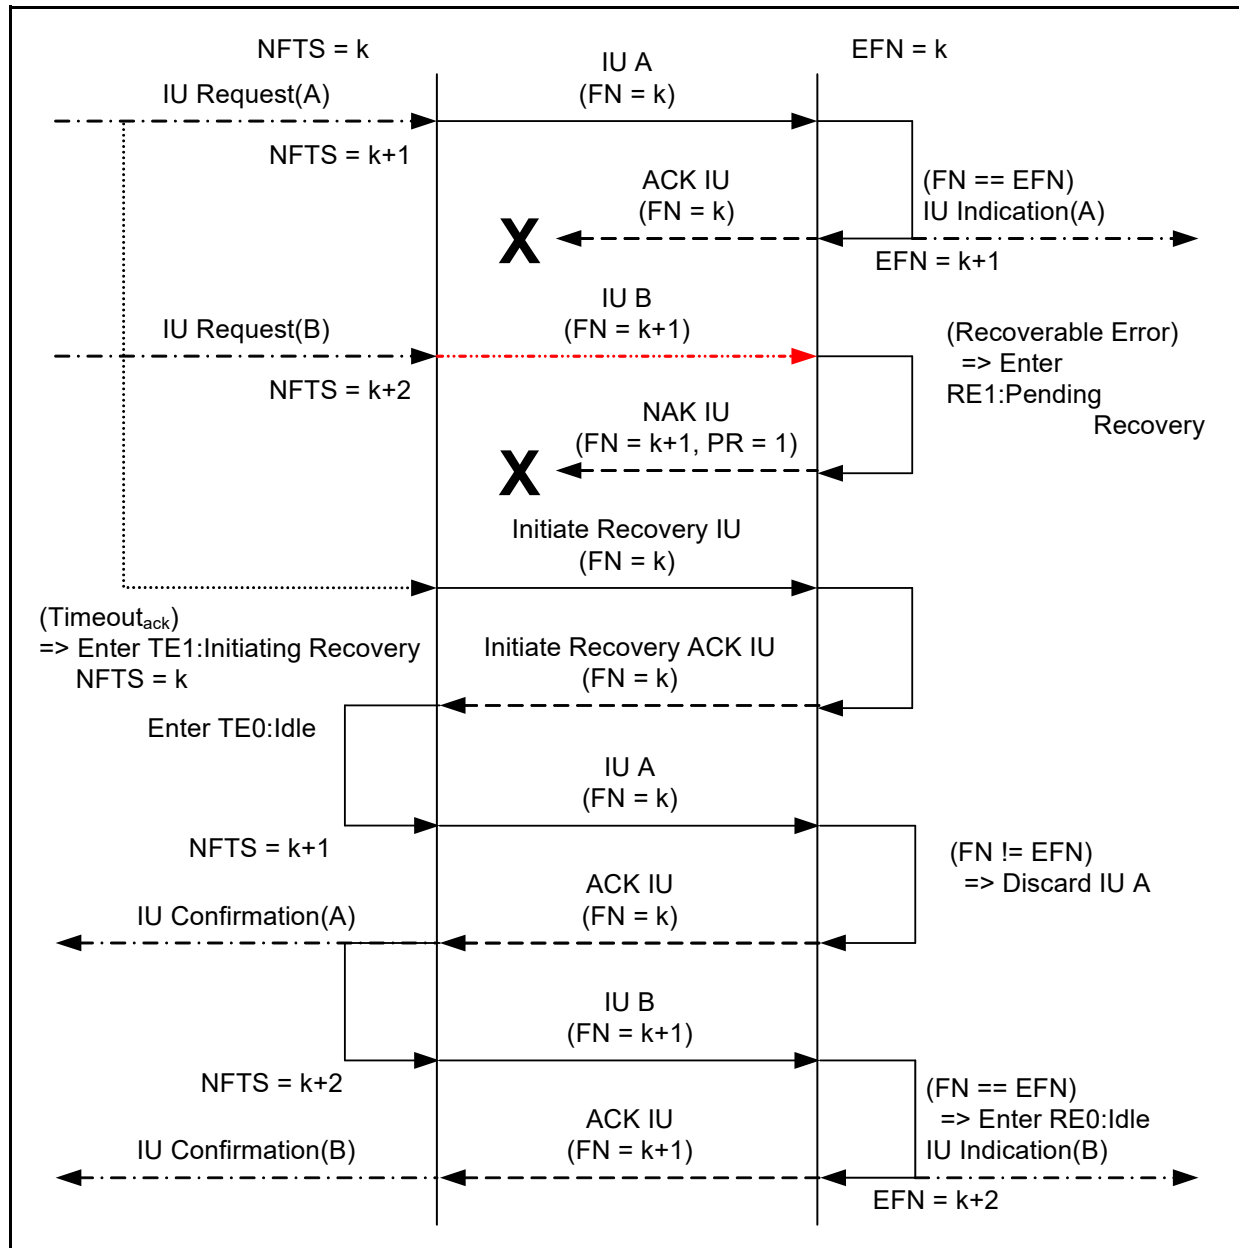 NFTS = k
EFN = k
IU A
IU Request(A)
(FN = k)
NFTS = k+1
ACK IU
(FN = k)
(FN == EFN)
IU Indication(A)
X
EFN = k+1
IU B
IU Request(B)
(FN = k+1)
(Recoverable Error)
=> Enter
RE1:Pending
Recovery
NFTS = k+2
NAK IU
(FN = k+1, PR = 1)
X
Initiate Recovery IU
(FN = k)
(Timeoutack)
=> Enter TE1:Initiating Recovery
NFTS = k
Initiate Recovery ACK IU
(FN = k)
Enter TE0:Idle
IU A
(FN = k)
NFTS = k+1
(FN != EFN)
=> Discard IU A
ACK IU
(FN = k)
IU Confirmation(A)
IU B
(FN = k+1)
NFTS = k+2
(FN == EFN)
=> Enter RE0:Idle
IU Indication(B)
ACK IU
(FN = k+1)
IU Confirmation(B)
EFN = k+2